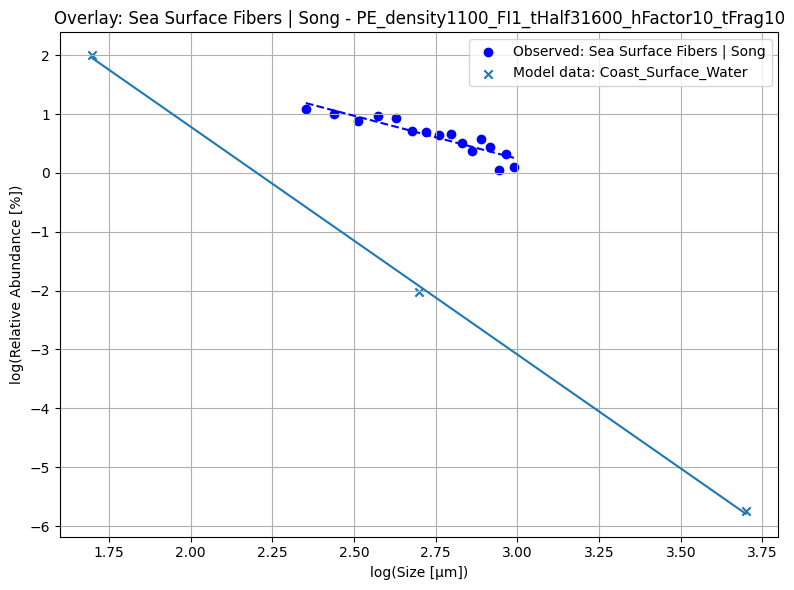 Overlay: Sea Surface Fibers | Song - PE_density1100_FI1_tHalf31600_hFactor10_tFrag10
Observed: Sea Surface Fibers | Song
Model data: Coast_Surface_Water
log(Relative Abundance [%])
2
1
0
−1
−2
−3
−4
−5
−6
1.75 2.00 2.25 2.50 2.75 3.00 3.25 3.50 3.75
log(Size [μm])